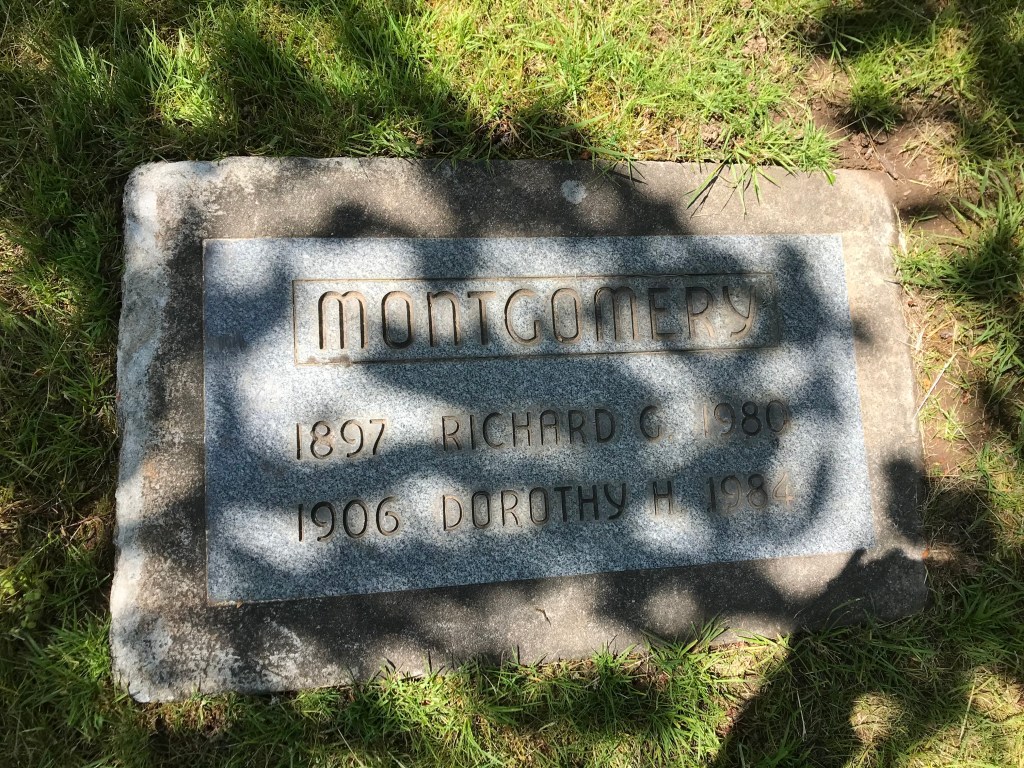 MONTGOMERY
1897 RICHARD G. 1980
1906 DOROTHY H. 1984